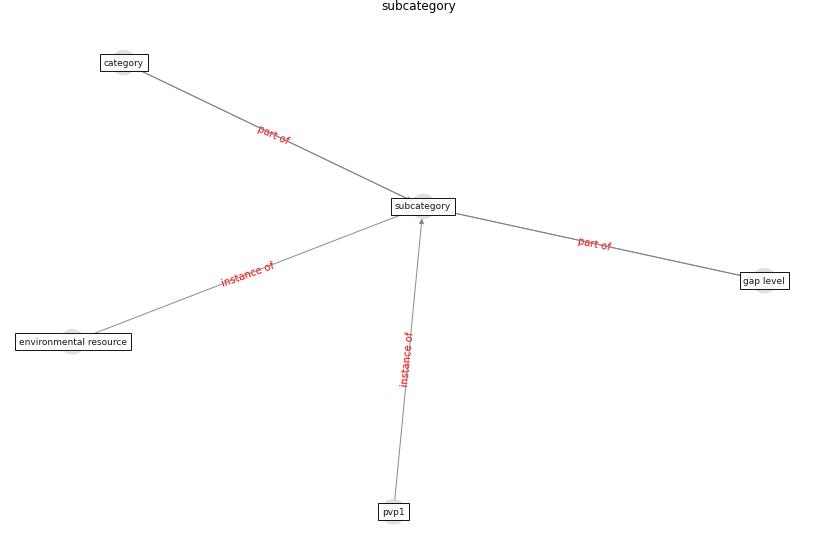 subcategory
category
part of
subcategory
part of
instance of
gap level
environmental resource
instance of
pvp1